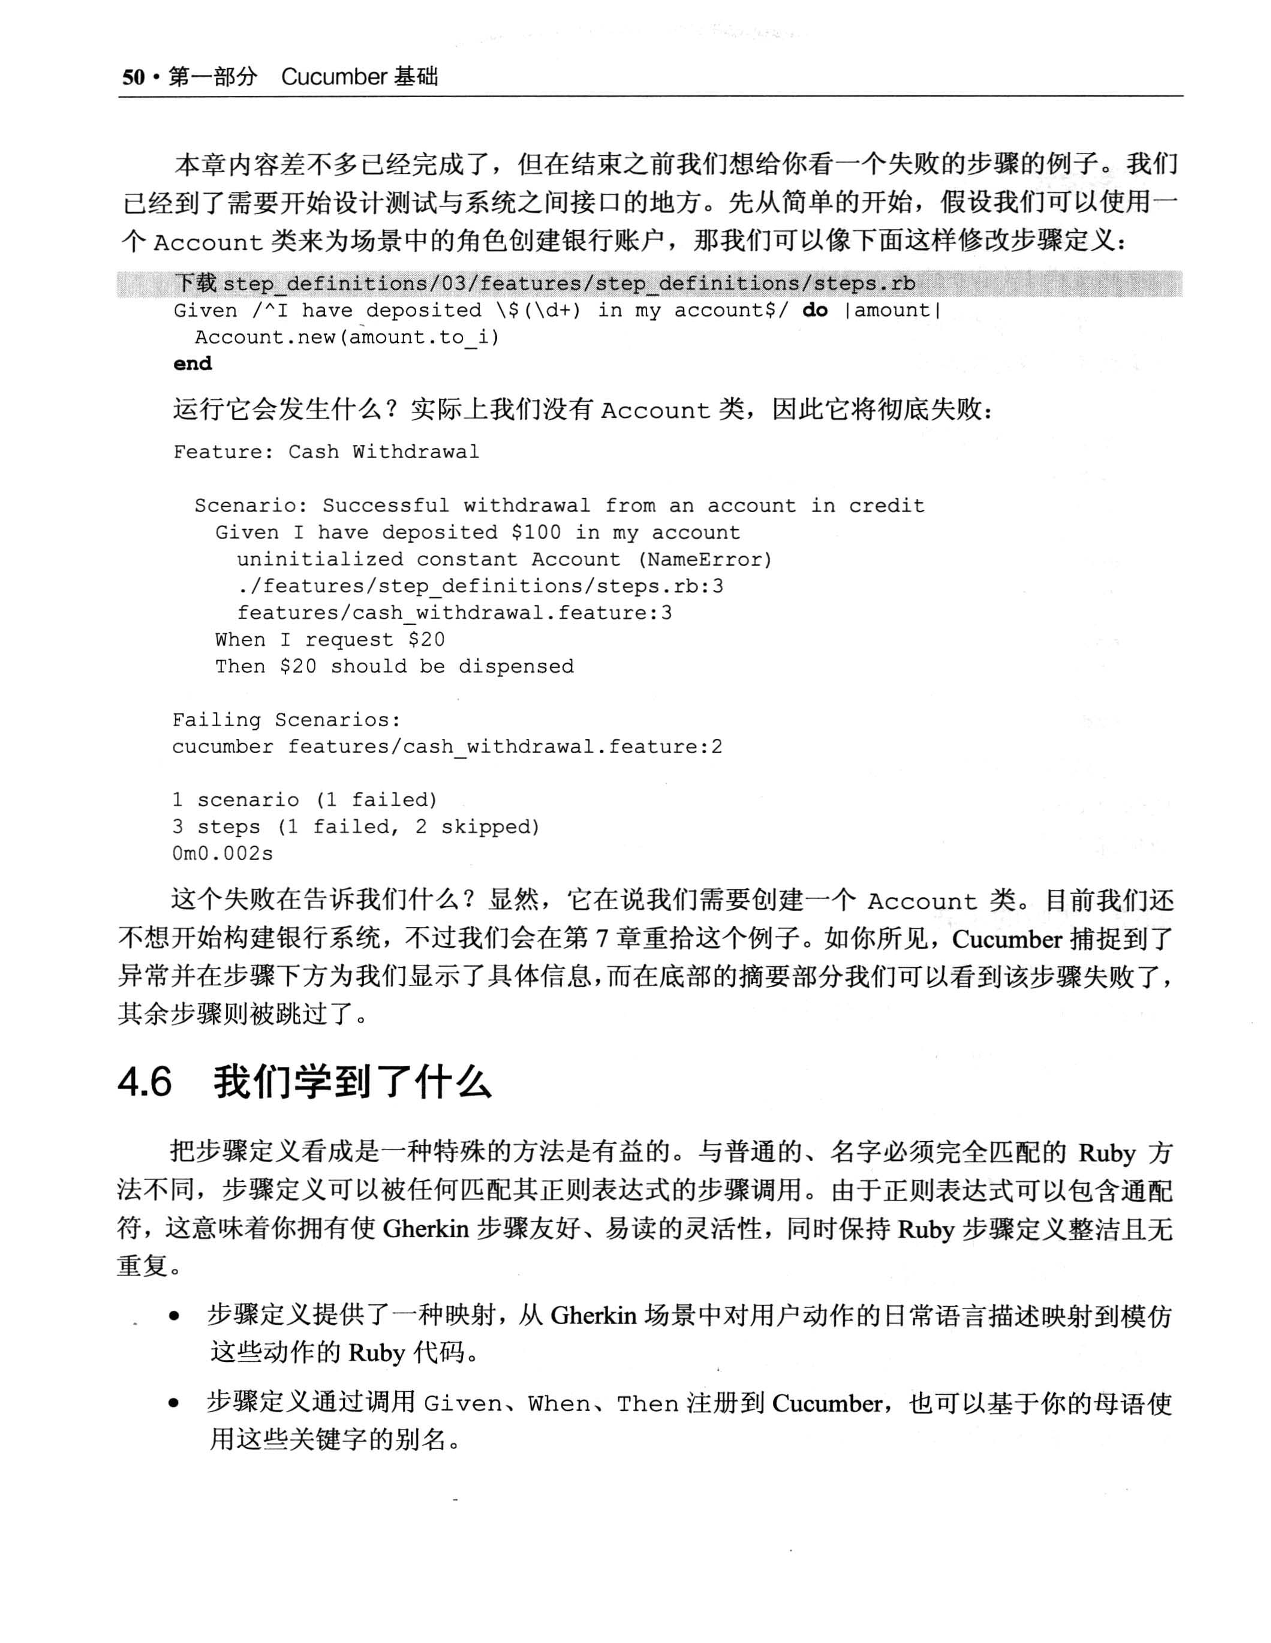 50·第一部分 Cucumber 基础
本章内容差不多已经完成了，但在结束之前我们想给你看一个失败的步骤的例子。我们
已经到了需要开始设计测试与系统之间接口的地方。先从简单的开始，假设我们可以使用一
个 Account 类来为场景中的角色创建银行账户，那我们可以像下面这样修改步骤定义：
下载 step_definitions/03/features/step_definitions/steps.rb
Given /^I have deposited \$(\d+) in my account$/ do |amount|
  Account.new(amount.to_i)
end
运行它会发生什么？实际上我们没有 Account 类，因此它将彻底失败：
Feature: Cash Withdrawal
  Scenario: Successful withdrawal from an account in credit
    Given I have deposited $100 in my account
      uninitialized constant Account (NameError)
      ./features/step_definitions/steps.rb:3
      features/cash_withdrawal.feature:3
    When I request $20
    Then $20 should be dispensed
Failing Scenarios:
cucumber features/cash_withdrawal.feature:2
1 scenario (1 failed)
3 steps (1 failed, 2 skipped)
0m0.002s
这个失败在告诉我们什么？显然，它在说我们需要创建一个 Account 类。目前我们还
不想开始构建银行系统，不过我们会在第 7 章重拾这个例子。如你所见，Cucumber 捕捉到了
异常并在步骤下方为我们显示了具体信息，而在底部的摘要部分我们可以看到该步骤失败了，
其余步骤则被跳过了。
4.6 我们学到了什么
把步骤定义看成是一种特殊的方法是有益的。与普通的、名字必须完全匹配的 Ruby 方
法不同，步骤定义可以被任何匹配其正则表达式的步骤调用。由于正则表达式可以包含通配
符，这意味着你拥有使 Gherkin 步骤友好、易读的灵活性，同时保持 Ruby 步骤定义整洁且无
重复。
● 步骤定义提供了一种映射，从 Gherkin 场景中对用户动作的日常语言描述映射到模仿
这些动作的 Ruby 代码。
● 步骤定义通过调用 Given、When、Then 注册到 Cucumber，也可以基于你的母语使
用这些关键字的别名。